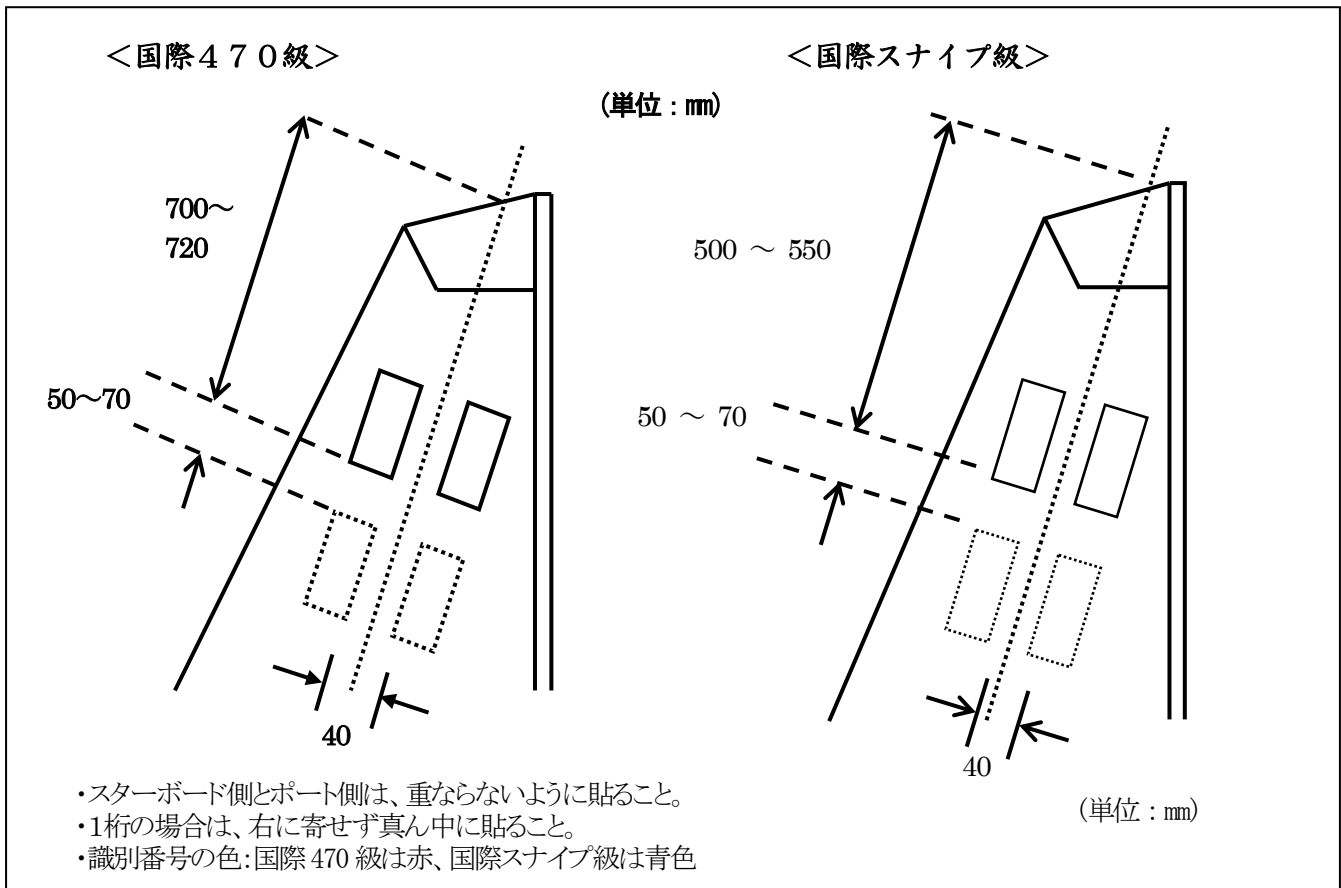 <国際４７０級>
<国際スナイプ級>
(単位：㎜)
700～
720
500 ～ 550
50～70
50 ～ 70
40
40
・スターボード側とポート側は、重ならないように貼ること。
・1桁の場合は、右に寄せず真ん中に貼ること。
・識別番号の色：国際 470 級は赤、国際スナイプ級は青色
(単位：㎜)